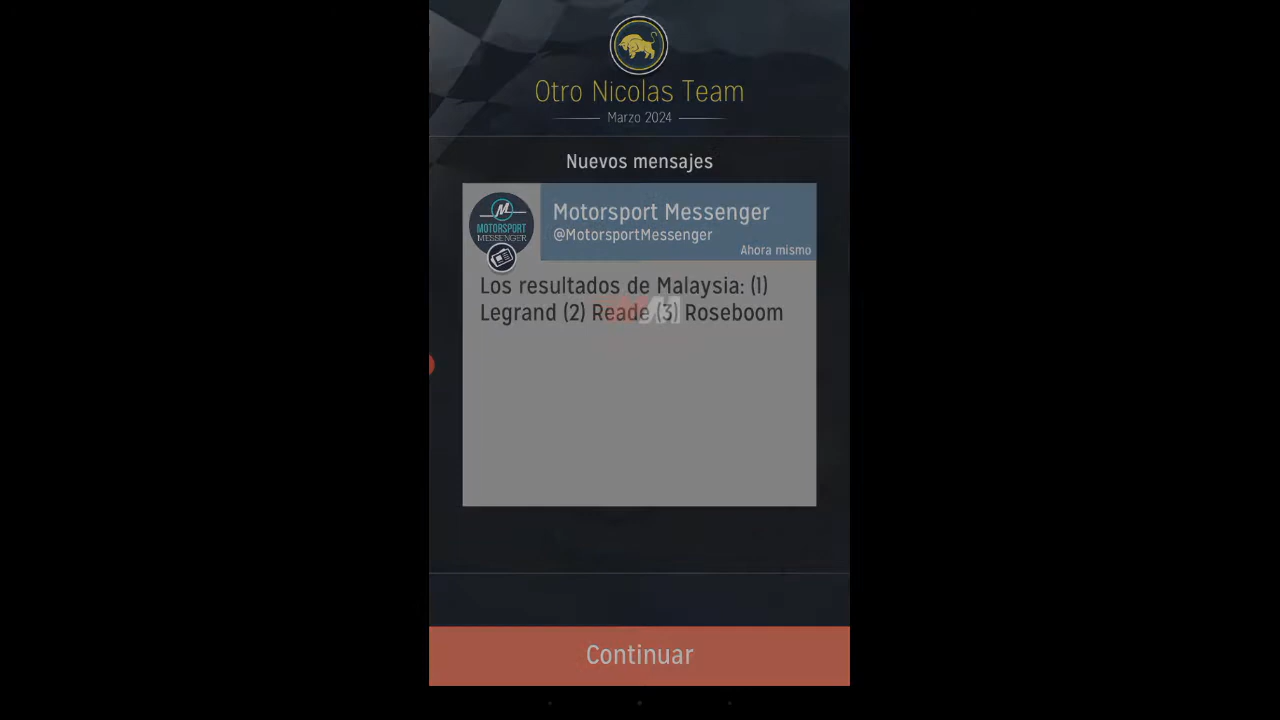 Otro Nicolas Team
Marzo 2024
Nuevos mensajes
M
MOTORSPORT
MESSENGER
Motorsport Messenger
@MotorsportMessenger
Ahora mismo
Los resultados de Malaysia: (1)
Legrand (2) Reade (3) Roseboom
Continuar